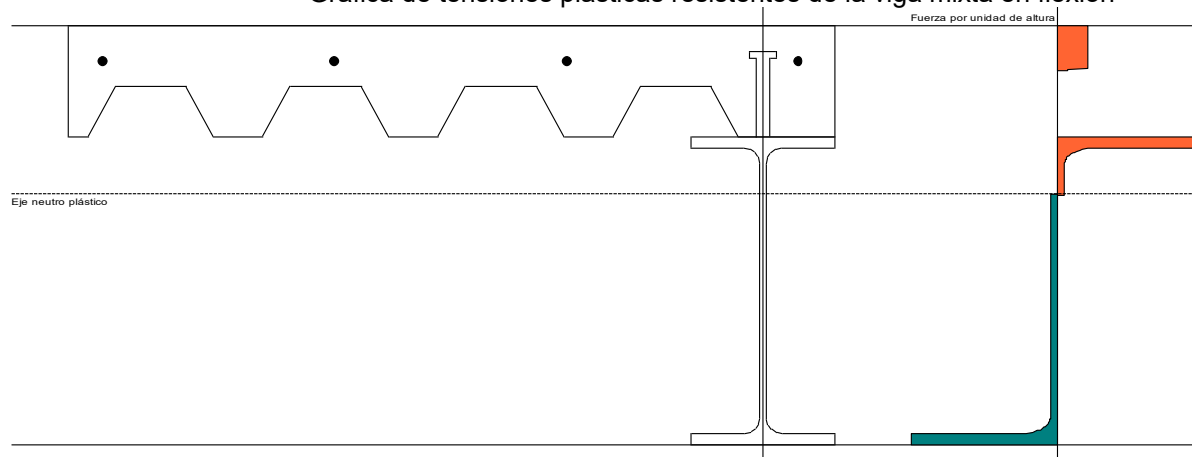 Gráfica de tensiones plásticas resistentes de la viga mixta en flexión
Fuerza por unidad de altura
Eje neutro plástico